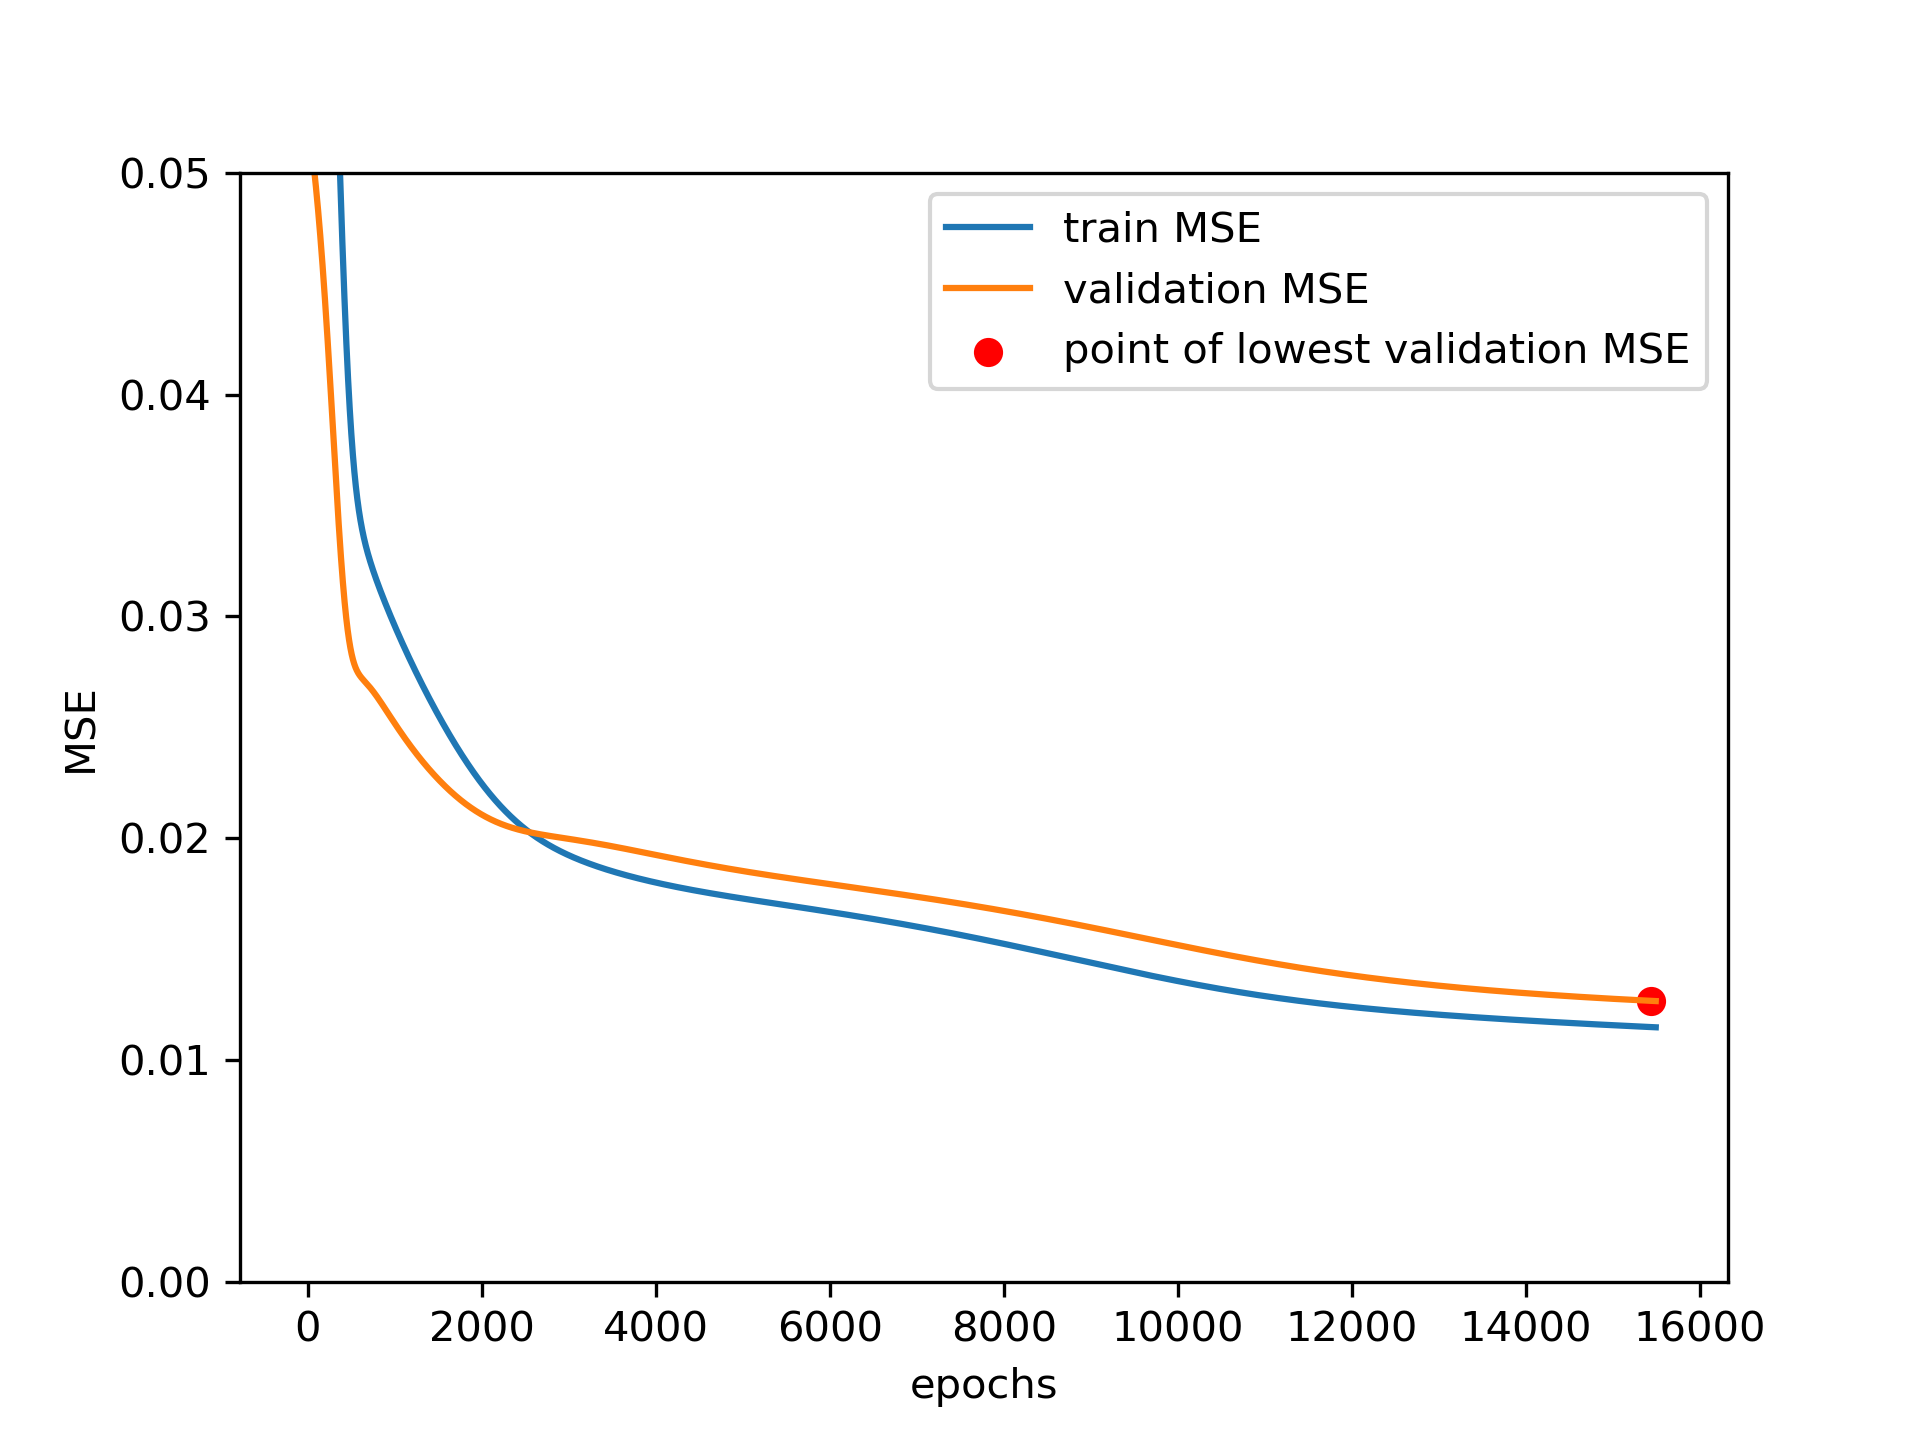 0.05
0.04
0.03
0.02
0.01
0.00
MSE
train MSE
validation MSE
point of lowest validation MSE
0 2000 4000 6000 8000 10000 12000 14000 16000
epochs